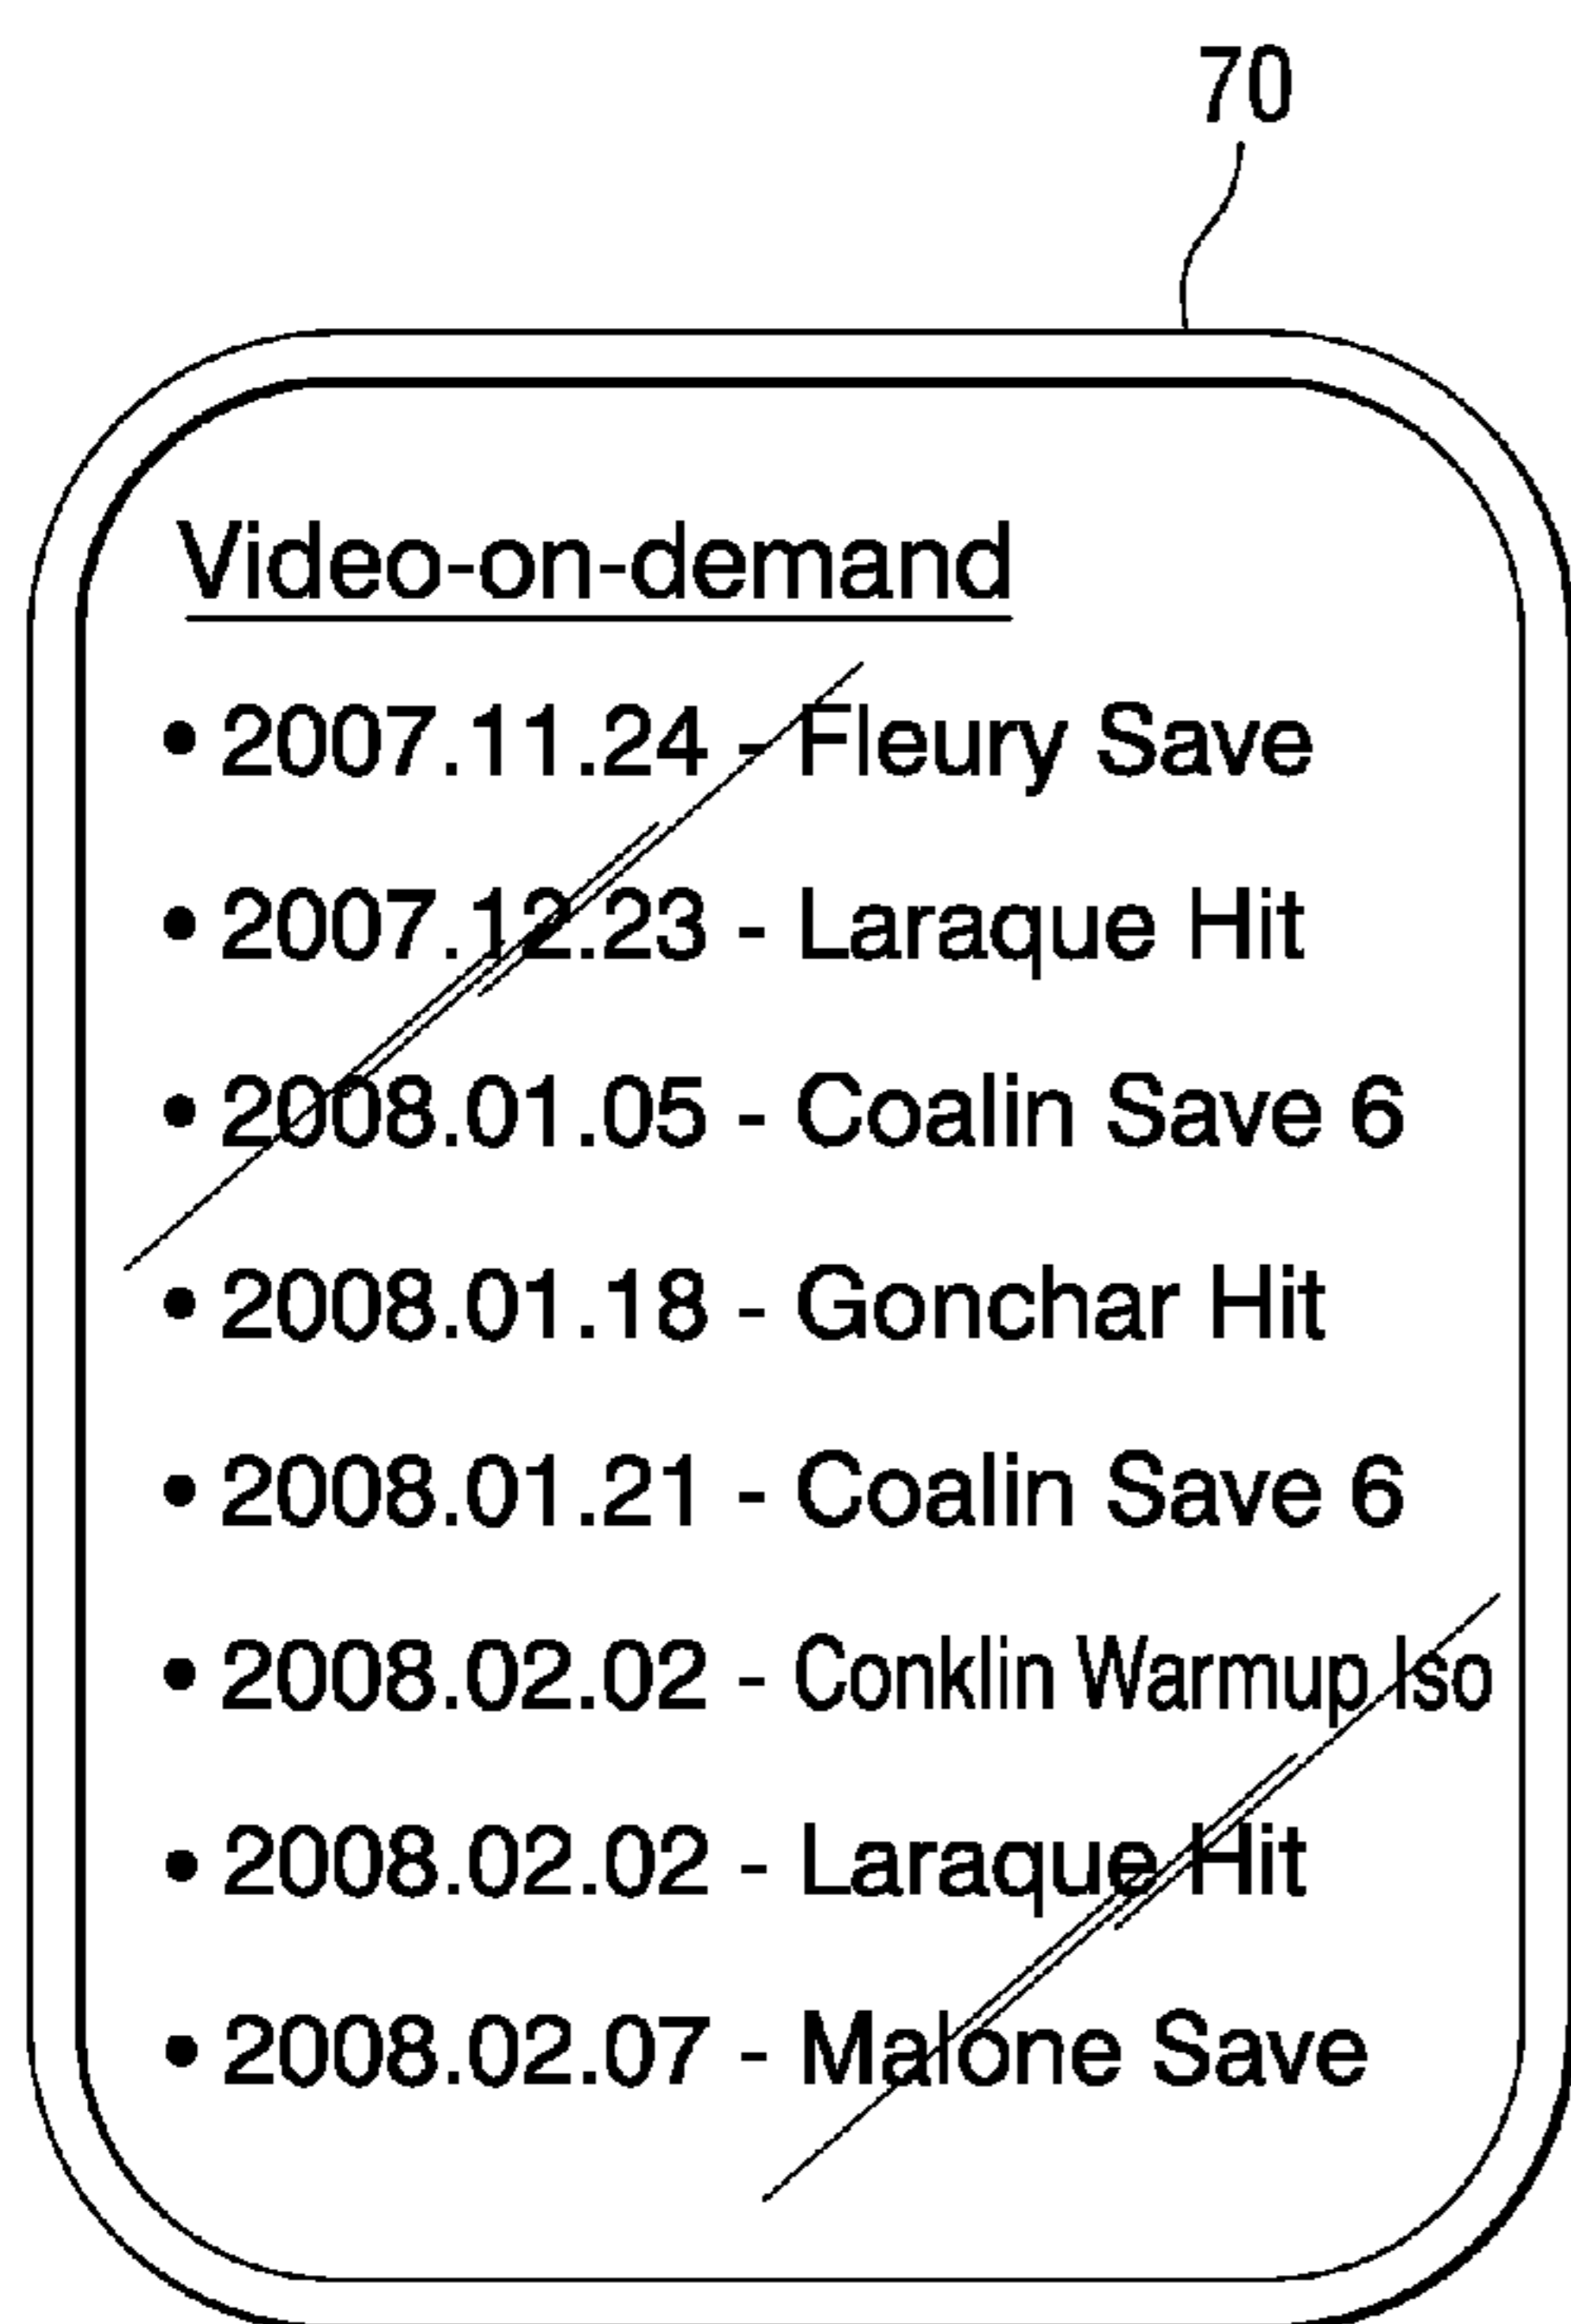 70
Video-on-demand
• 2007.11.24 - Fleury Save
• 2007.12.23 - Laraque Hit
• 2008.01.05 - Coalin Save 6
• 2008.01.18 - Gonchar Hit
• 2008.01.21 - Coalin Save 6
• 2008.02.02 - Conklin Warmup Iso
• 2008.02.02 - Laraque Hit
• 2008.02.07 - Malone Save